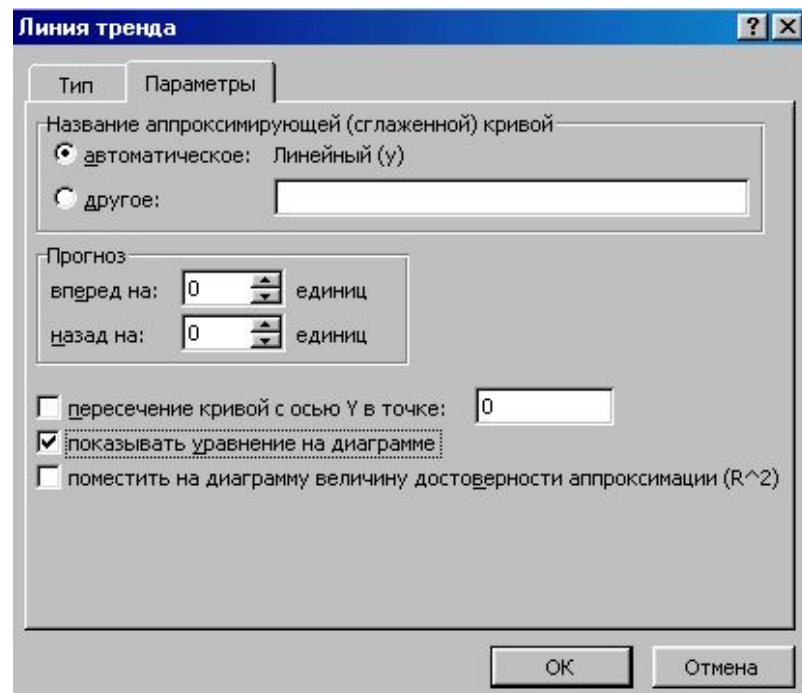 Линия тренда
Тип Параметры
Название аппроксимирующей (сглаженной) кривой
автоматическое: Линейный (y)
другое:
Прогноз
вперед на: 0 единиц
назад на: 0 единиц
пересечение кривой с осью Y в точке: 0
показывать уравнение на диаграмме
поместить на диаграмму величину достоверности аппроксимации (R^2)
ОК Отмена